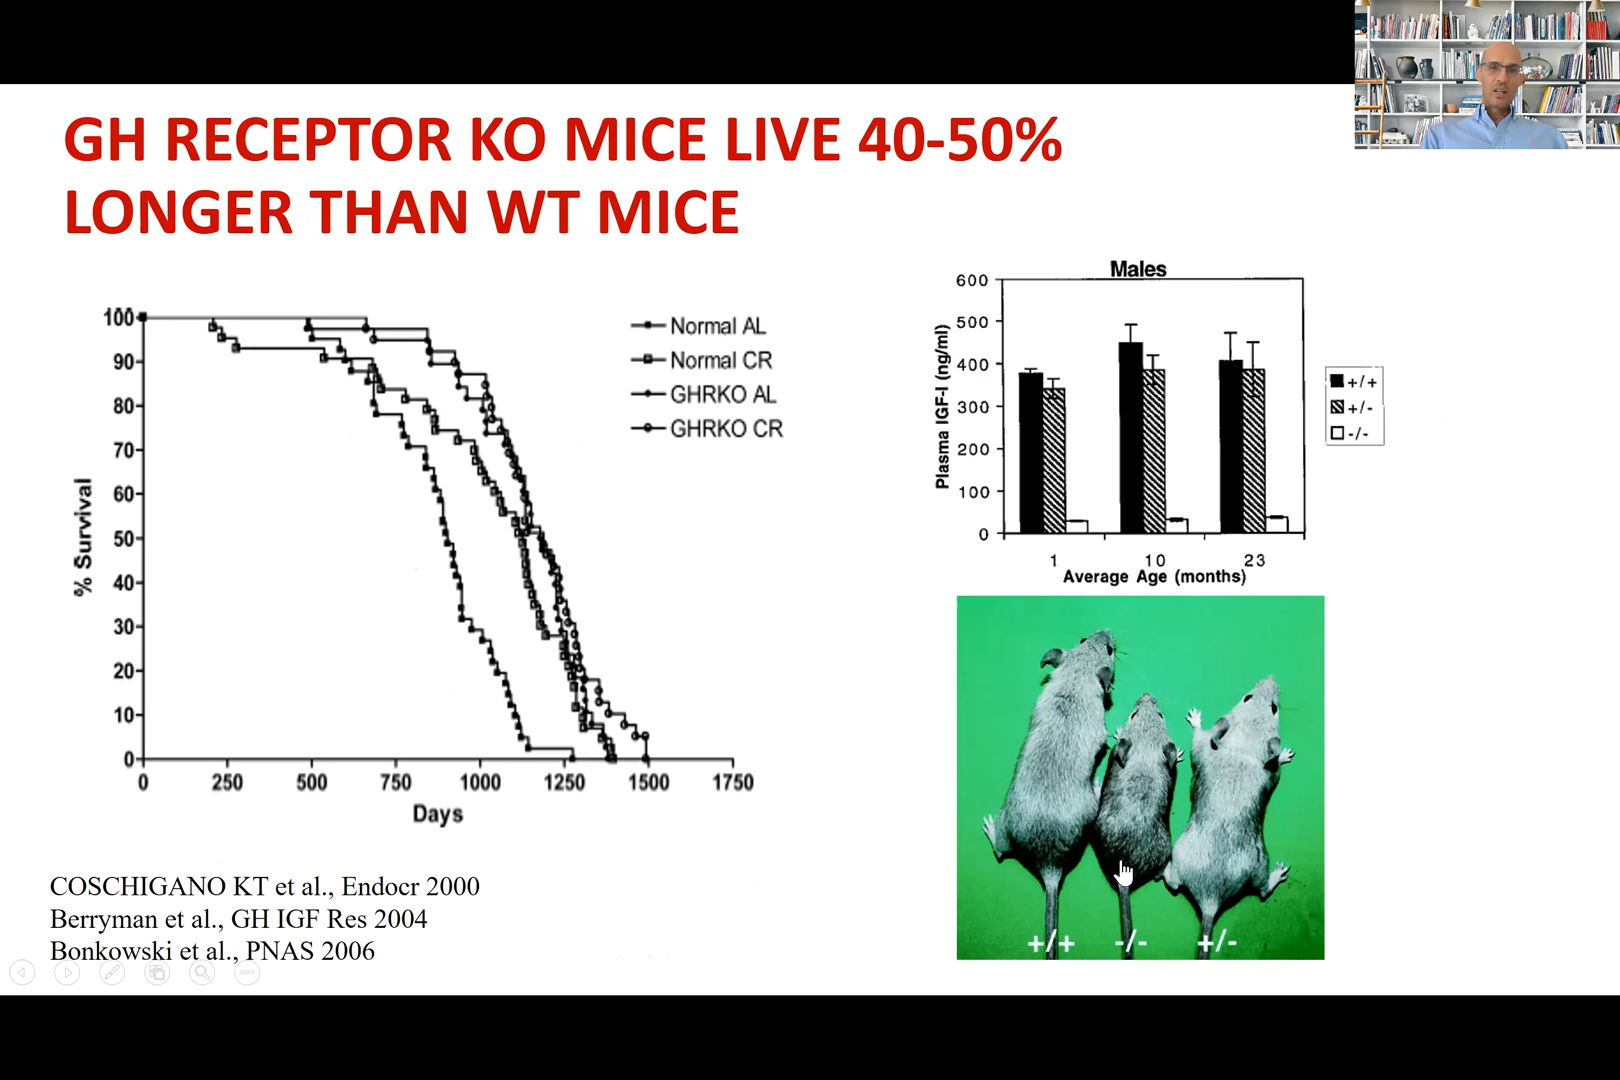 GH RECEPTOR KO MICE LIVE 40-50%
LONGER THAN WT MICE
% Survival
100
90
80
70
60
50
40
30
20
10
0
0 250 500 750 1000 1250 1500 1750
Days
Normal AL
Normal CR
GHRKO AL
GHRKO CR
Males
Plasma IGF-I (ng/ml)
600
500
400
300
200
100
0
1 10 23
Average Age (months)
+/+
+/-
-/-
+/+ -/- +/-
COSCHIGANO KT et al., Endocr 2000
Berryman et al., GH IGF Res 2004
Bonkowski et al., PNAS 2006